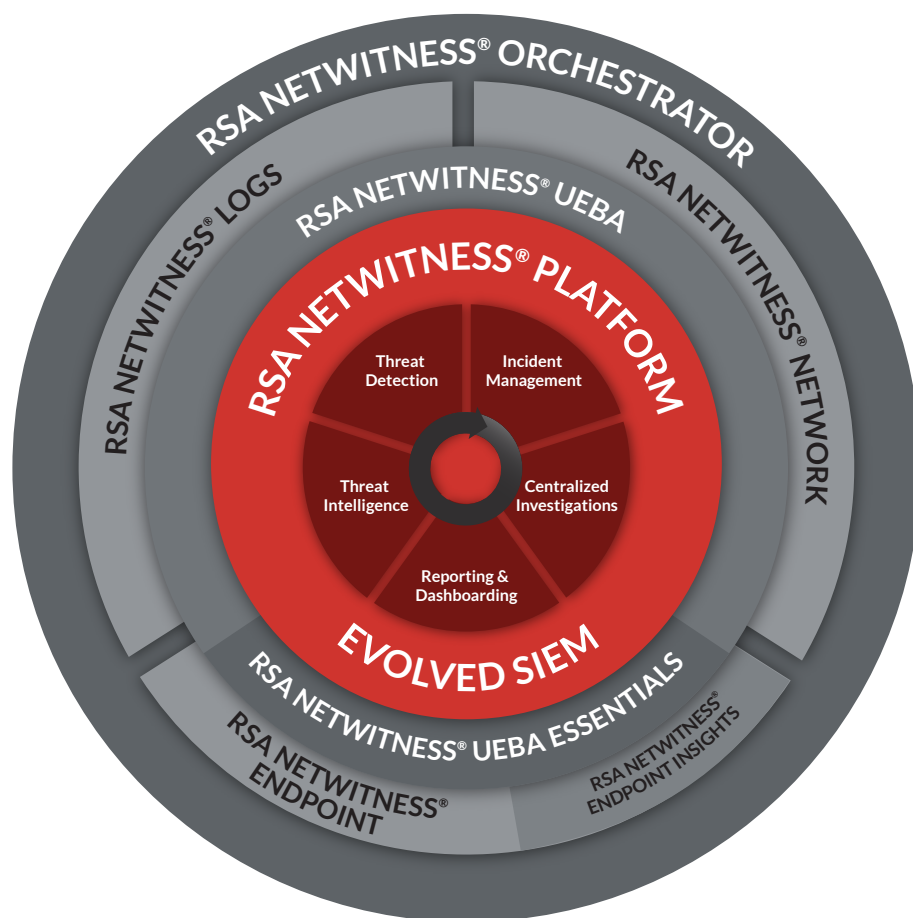 RSA NETWITNESS® ORCHESTRATOR
RSA NETWITNESS® LOGS
RSA NETWITNESS® NETWORK
RSA NETWITNESS® UEBA
RSA NETWITNESS® PLATFORM
Threat
Detection
Incident
Management
Threat
Intelligence
Centralized
Investigations
Reporting &
Dashboarding
EVOLVED SIEM
RSA NETWITNESS® UEBA ESSENTIALS
RSA NETWITNESS®
ENDPOINT
RSA NETWITNESS®
ENDPOINT INSIGHTS